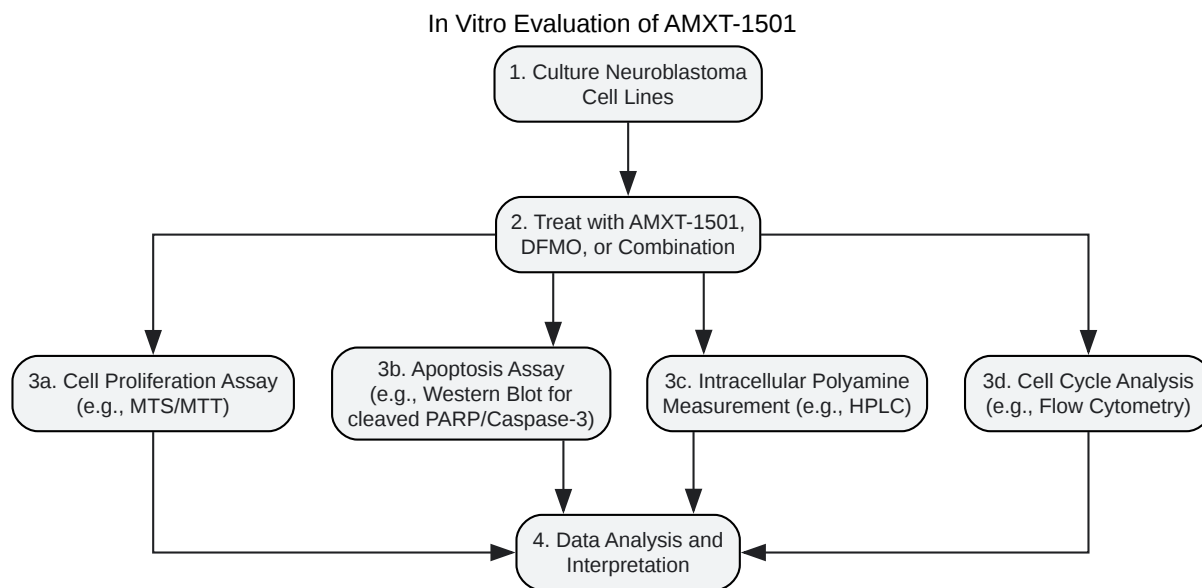 In Vitro Evaluation of AMXT-1501
1. Culture Neuroblastoma
Cell Lines
2. Treat with AMXT-1501,
DFMO, or Combination
3a. Cell Proliferation Assay
(e.g., MTS/MTT)
3b. Apoptosis Assay
(e.g., Western Blot for
cleaved PARP/Caspase-3)
3c. Intracellular Polyamine
Measurement (e.g., HPLC)
3d. Cell Cycle Analysis
(e.g., Flow Cytometry)
4. Data Analysis and
Interpretation